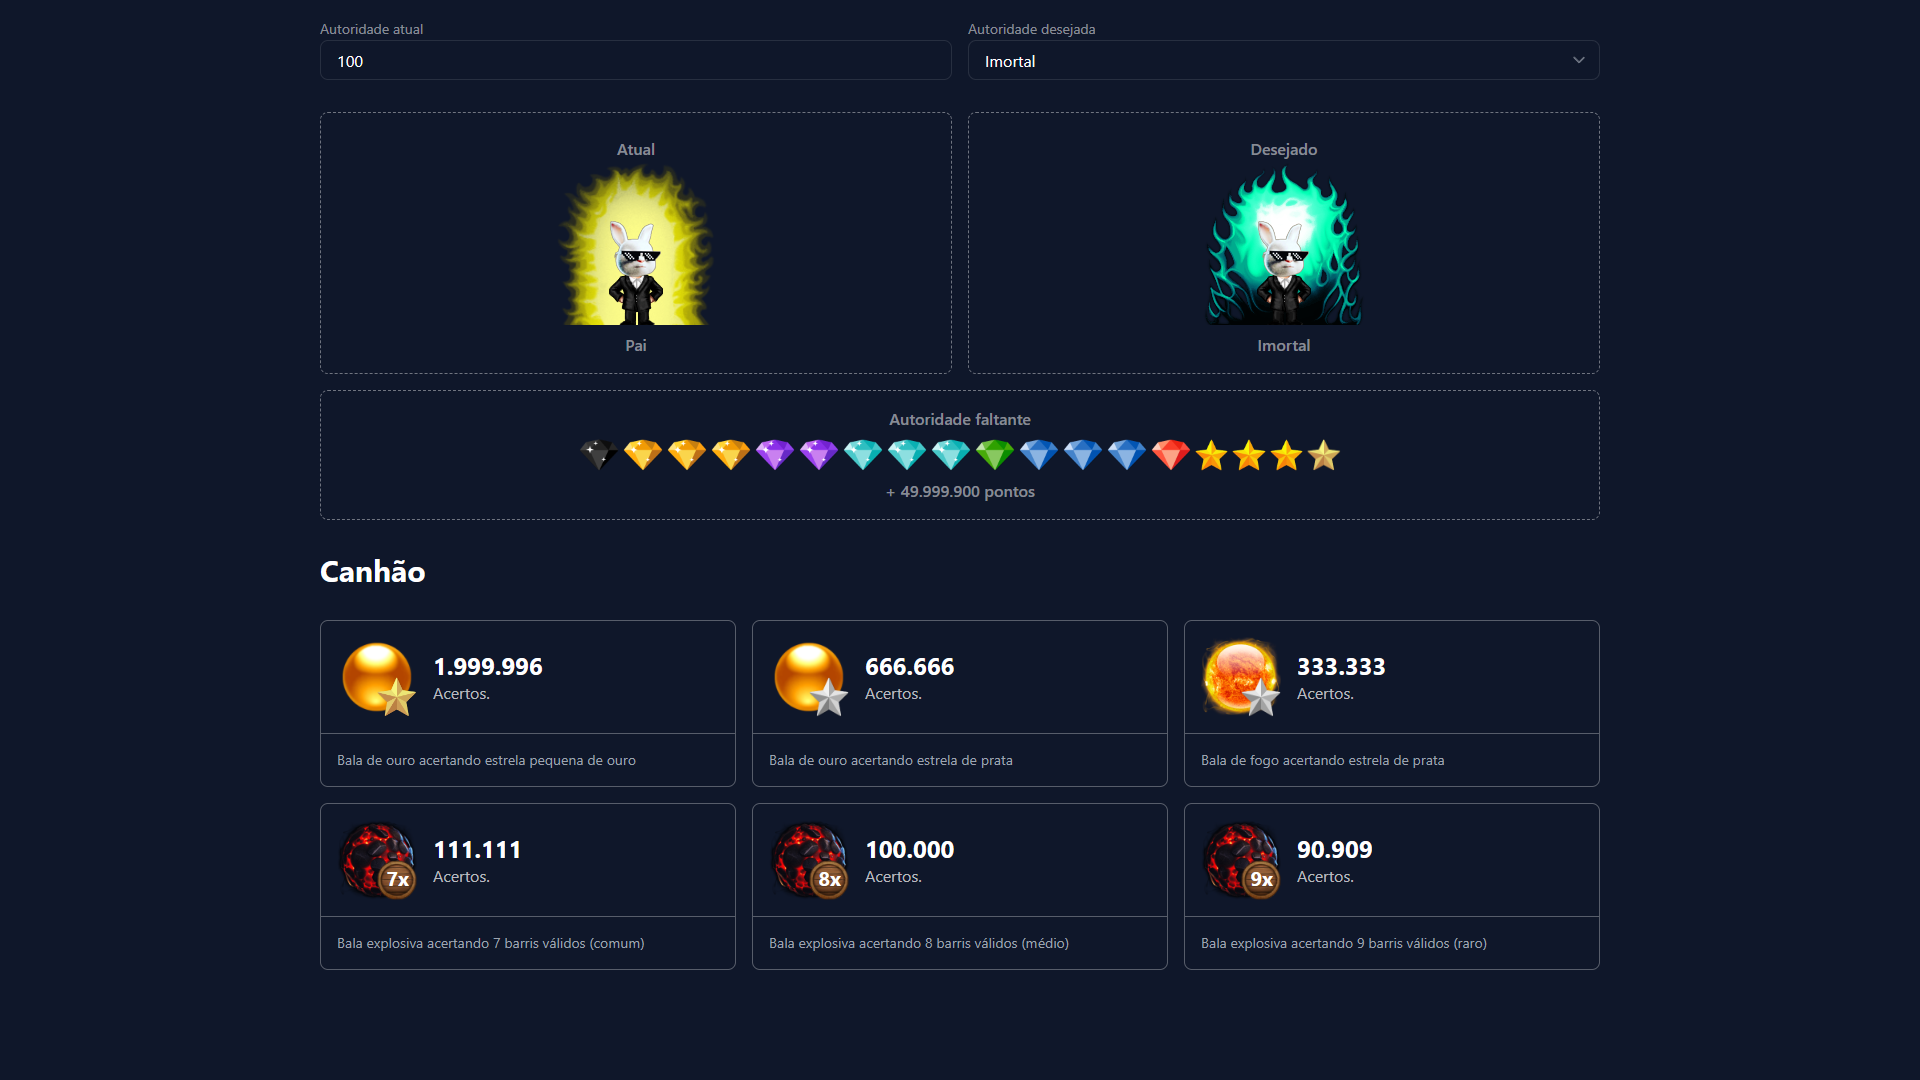 Autoridade atual
Autoridade desejada
100
Imortal
Atual
Desejado
Pai
Imortal
Autoridade faltante
+ 49.999.900 pontos
Canhão
1.999.996
Acertos.
Bala de ouro acertando estrela pequena de ouro
666.666
Acertos.
Bala de ouro acertando estrela de prata
333.333
Acertos.
Bala de fogo acertando estrela de prata
7x
111.111
Acertos.
Bala explosiva acertando 7 barris válidos (comum)
8x
100.000
Acertos.
Bala explosiva acertando 8 barris válidos (médio)
9x
90.909
Acertos.
Bala explosiva acertando 9 barris válidos (raro)